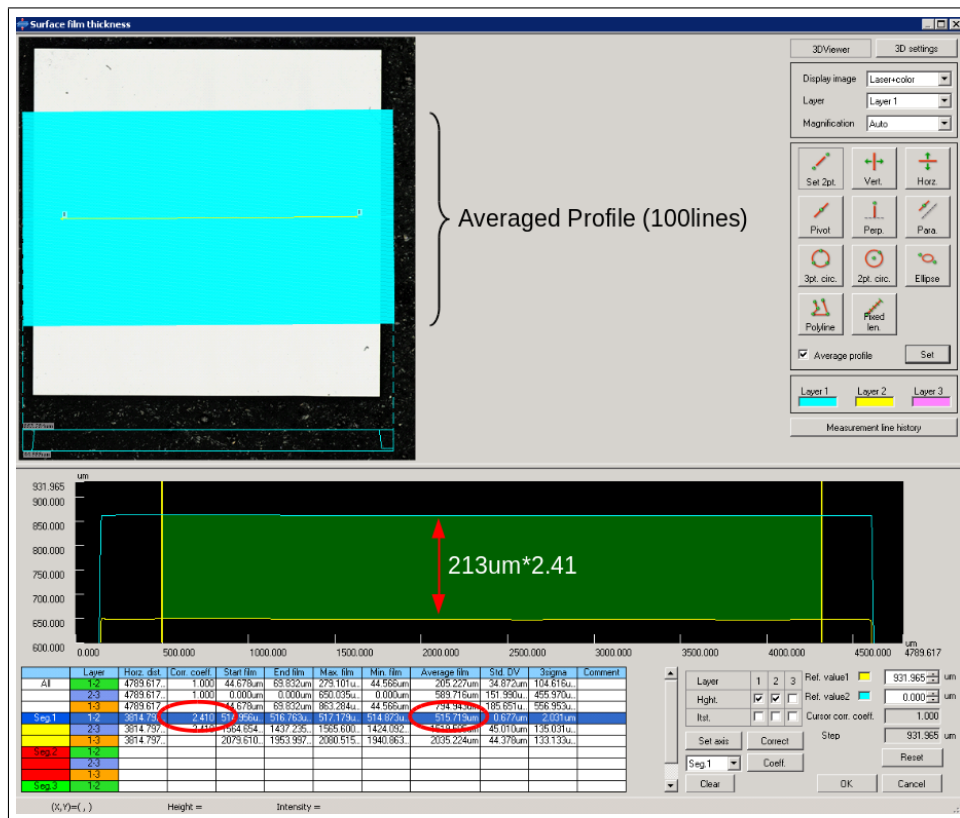 Surface film thickness
3DViewer 3D settings
Display image Laser+color
Layer Layer 1
Magnification Auto
Set 2pt. Vert. Horz.
Pivot Perp. Para.
3pt. circ. 2pt. circ. Ellipse
Polyline Fixed len.
Average profile Set
Layer 1 Layer 2 Layer 3
Measurement line history
Averaged Profile (100lines)
um
931.965
900.000
850.000
800.000
750.000
700.000
650.000
600.000
213um*2.41
0.000 500.000 1000.000 1500.000 2000.000 2500.000 3000.000 3500.000 4000.000 4500.000 um
4789.617
Layer Horz. dist. Corr. coeff. Start film End film Max. film Min. film Average film Std. DV 3sigma Comment
All 1-2 4789.617.. 1.000 44.678um 69.832um 279.101u.. 44.566um 205.227um 34.872um 104.616u..
2-3 4789.617.. 1.000 0.000um 0.000um 650.035u.. 0.000um 589.716um 151.990u.. 455.970u..
1-3 4789.617.. 44.678um 69.832um 863.284u.. 44.566um 794.943um 185.651u.. 556.953u..
Seg.1 1-2 3814.797 2.410 516.763u.. 517.179um 514.873u.. 515.719um 0.677um 2.031um
2-3 3814.797.. 2.410 1564.654.. 1437.235.. 1565.600.. 1424.092.. 45.010um 135.031u..
1-3 3814.797.. 2079.610.. 1953.997.. 2080.515.. 1940.863.. 2035.224um 44.378um 133.133u..
Seg.2 1-2
2-3
1-3
Seg.3 1-2
Layer 1 2 3
Hght.
Itst.
Set axis Correct
Seg.1 Coeff.
Clear
Ref. value1 931.965 um
Ref. value2 0.000 um
Cursor corr. coeff. 1.000
Step 931.965 um
Reset
OK Cancel
(X,Y)=( , ) Height = Intensity =